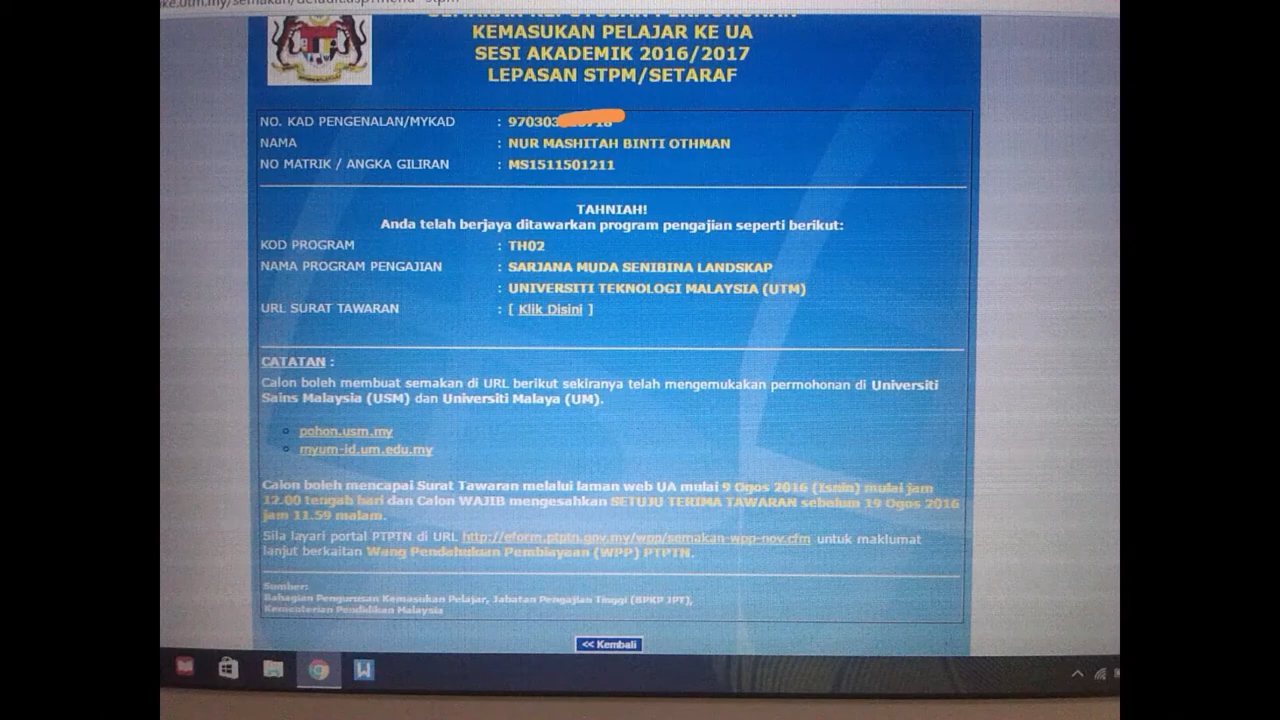 KEMASUKAN PELAJAR KE UA
SESI AKADEMIK 2016/2017
LEPASAN STPM/SETARAF
NO. KAD PENGENALAN/MYKAD : 970303
NAMA : NUR MASHITAH BINTI OTHMAN
NO MATRIK / ANGKA GILIRAN : MS1511501211
TAHNIAH!
Anda telah berjaya ditawarkan program pengajian seperti berikut:
KOD PROGRAM : TH02
NAMA PROGRAM PENGAJIAN : SARJANA MUDA SENIBINA LANDSKAP
: UNIVERSITI TEKNOLOGI MALAYSIA (UTM)
URL SURAT TAWARAN : [ Klik Disini ]
CATATAN :
Calon boleh membuat semakan di URL berikut sekiranya telah mengemukakan permohonan di Universiti
Sains Malaysia (USM) dan Universiti Malaya (UM).
pohon.usm.my
myum-id.um.edu.my
Calon boleh mencapai Surat Tawaran melalui laman web UA mulai 9 Ogos 2016 (Isnin) mulai jam
12.00 tengah hari dan Calon WAJIB mengesahkan SETUJU TERIMA TAWARAN sebelum 19 Ogos 2016
jam 11.59 malam.
Sila layari portal PTPTN di URL http://eform.ptptn.gov.my/wpp/semakan-wpp-nov.cfm untuk maklumat
lanjut berkaitan Wang Pendahuluan Pembiayaan (WPP) PTPTN.
Sumber:
Bahagian Pengurusan Kemasukan Pelajar, Jabatan Pengajian Tinggi (BPKP JPT),
Kementerian Pendidikan Malaysia
<< Kembali